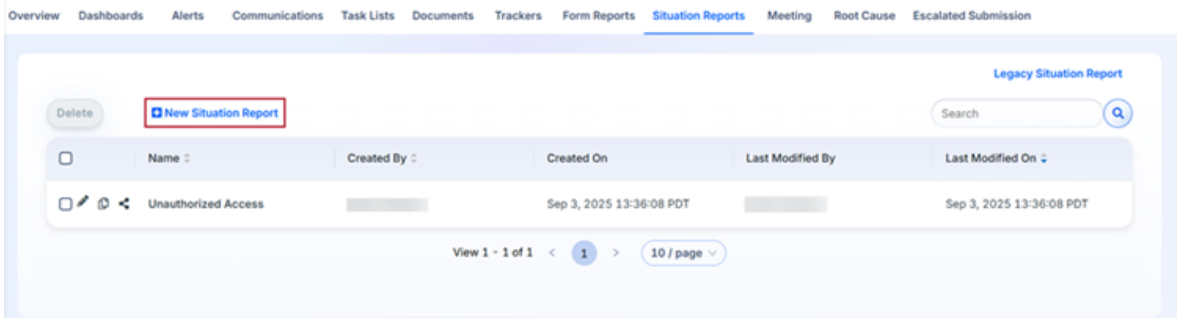 Overview Dashboards Alerts Communications Task Lists Documents Trackers Form Reports Situation Reports Meeting Root Cause Escalated Submission
Legacy Situation Report
Delete New Situation Report Search
Name Created By Created On Last Modified By Last Modified On
Unauthorized Access Sep 3, 2025 13:36:08 PDT Sep 3, 2025 13:36:08 PDT
View 1 - 1 of 1 < 1 > 10 / page